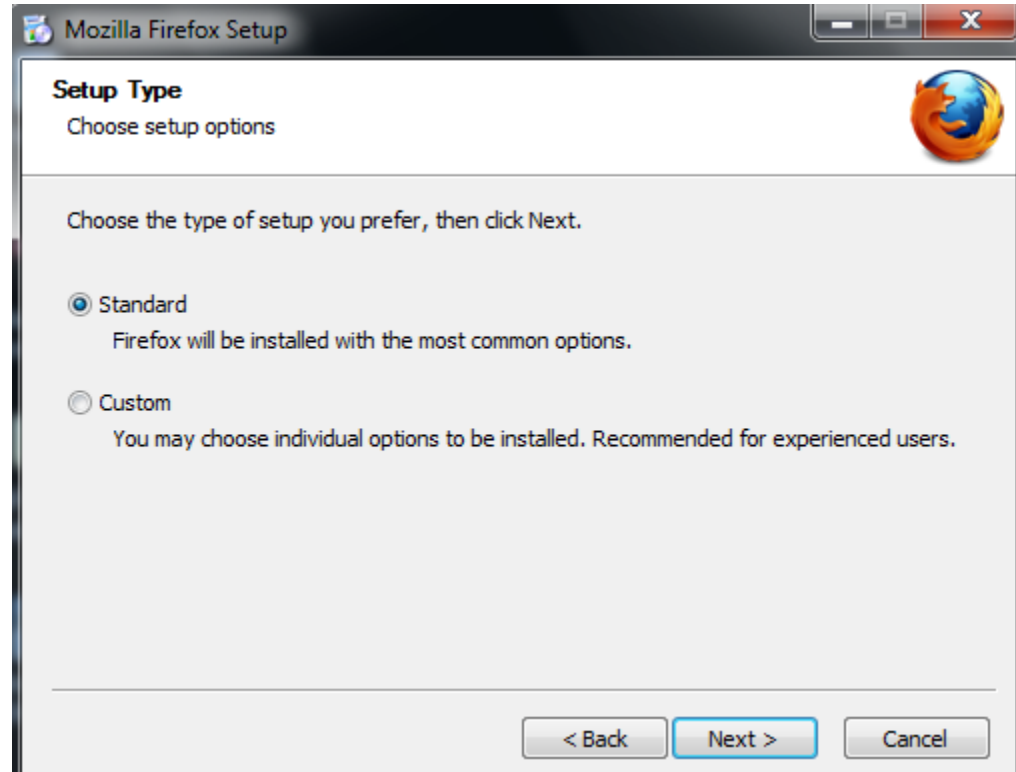 Mozilla Firefox Setup
Setup Type
Choose setup options
Choose the type of setup you prefer, then click Next.
Standard
Firefox will be installed with the most common options.
Custom
You may choose individual options to be installed. Recommended for experienced users.
< Back Next > Cancel